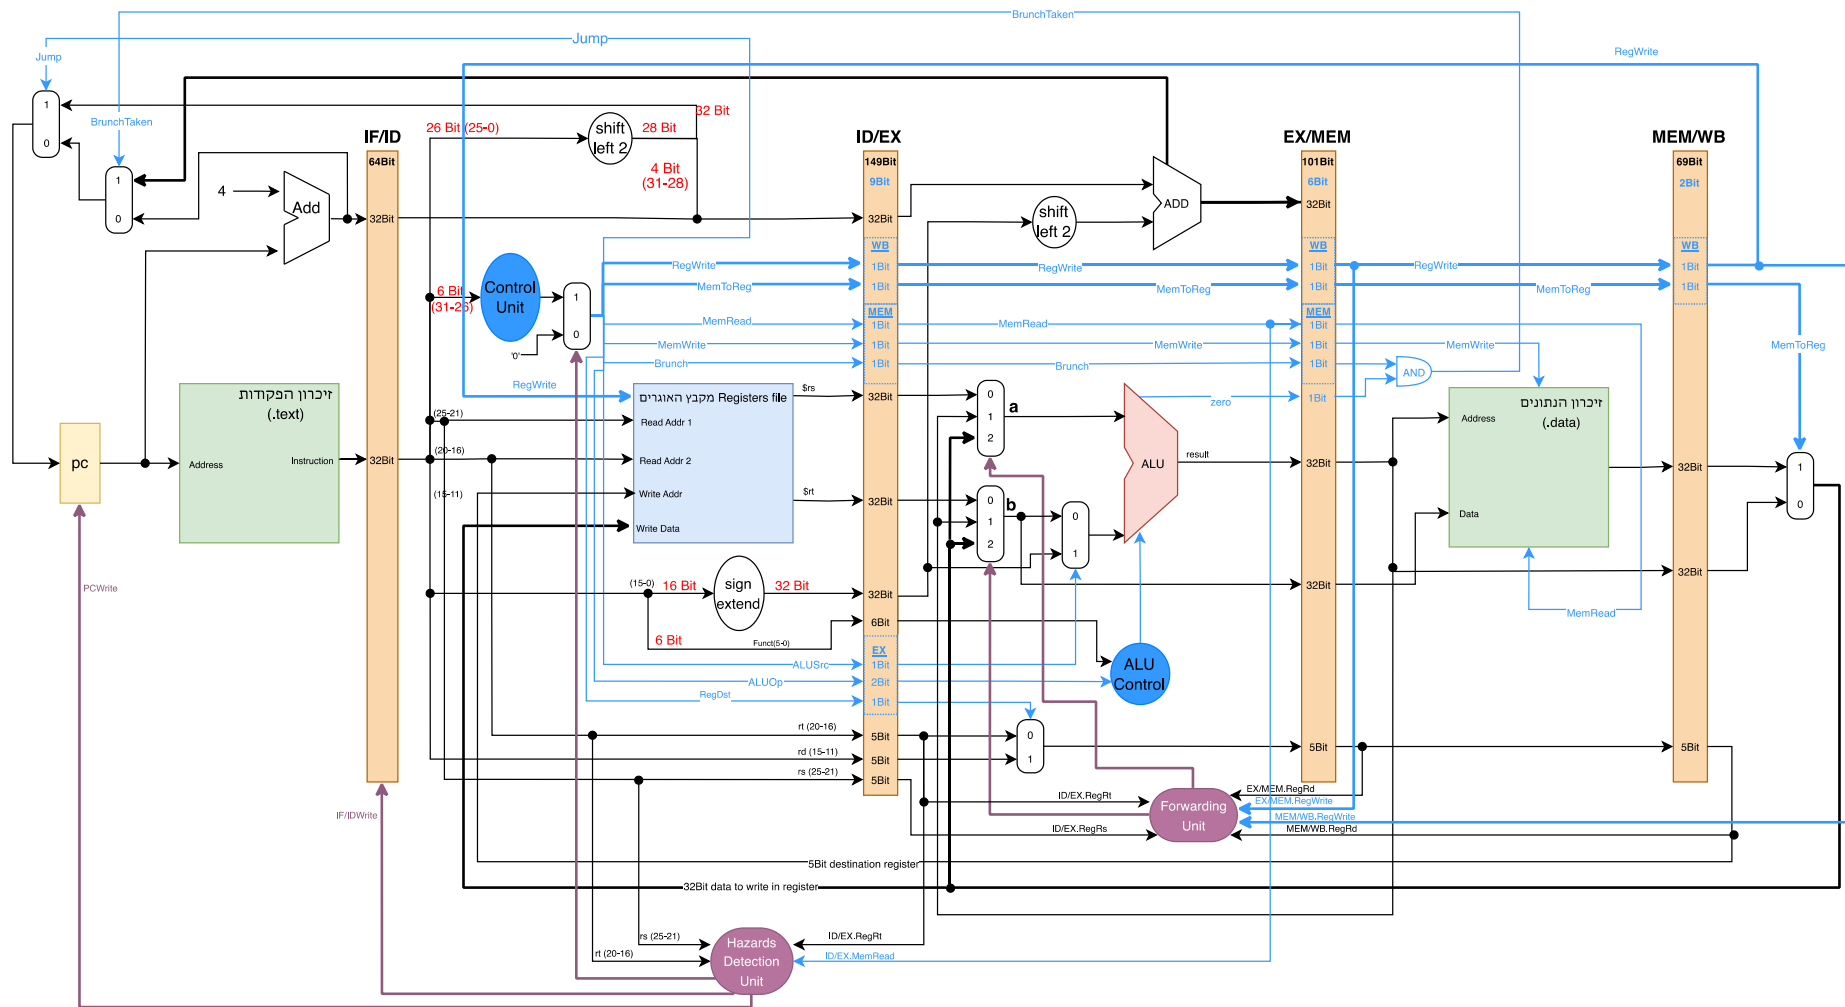 BrunchTaken
Jump
RegWrite
Jump
BrunchTaken
1
0
1
0
4
Add
IF/ID
64Bit
32Bit
32Bit
26 Bit (25-0)
shift
left 2
28 Bit
32 Bit
4 Bit
(31-28)
6 Bit
(31-26)
Control
Unit
1
0
'0'
ID/EX
149Bit
9Bit
32Bit
WB
1Bit
1Bit
MEM
1Bit
1Bit
1Bit
32Bit
32Bit
32Bit
6Bit
EX
1Bit
2Bit
1Bit
5Bit
5Bit
5Bit
RegWrite
MemToReg
MemRead
MemWrite
Brunch
RegWrite
זיכרון הפקודות
(.text)
Address
Instruction
pc
PCWrite
IF/IDWrite
(25-21)
(20-16)
(15-11)
מקבץ האוגרים Registers file
Read Addr 1
Read Addr 2
Write Addr
Write Data
$rs
$rt
(15-0)
16 Bit
sign
extend
32 Bit
6 Bit
Funct(5-0)
ALUSrc
ALUOp
RegDst
rt (20-16)
rd (15-11)
rs (25-21)
shift
left 2
ADD
RegWrite
MemToReg
MemRead
MemWrite
Brunch
zero
0
1
2
a
0
1
2
b
0
1
ALU
result
ALU
Control
0
1
EX/MEM
101Bit
6Bit
32Bit
WB
1Bit
1Bit
MEM
1Bit
1Bit
1Bit
1Bit
32Bit
32Bit
5Bit
RegWrite
MemToReg
MemWrite
AND
זיכרון הנתונים
(.data)
Address
Data
MemRead
MEM/WB
69Bit
2Bit
WB
1Bit
1Bit
32Bit
32Bit
5Bit
MemToReg
1
0
Forwarding
Unit
ID/EX.RegRt
ID/EX.RegRs
EX/MEM.RegRd
EX/MEM.RegWrite
MEM/WB.RegWrite
MEM/WB.RegRd
5Bit destination register
32Bit data to write in register
rs (25-21)
rt (20-16)
Hazards
Detection
Unit
ID/EX.RegRt
ID/EX.MemRead